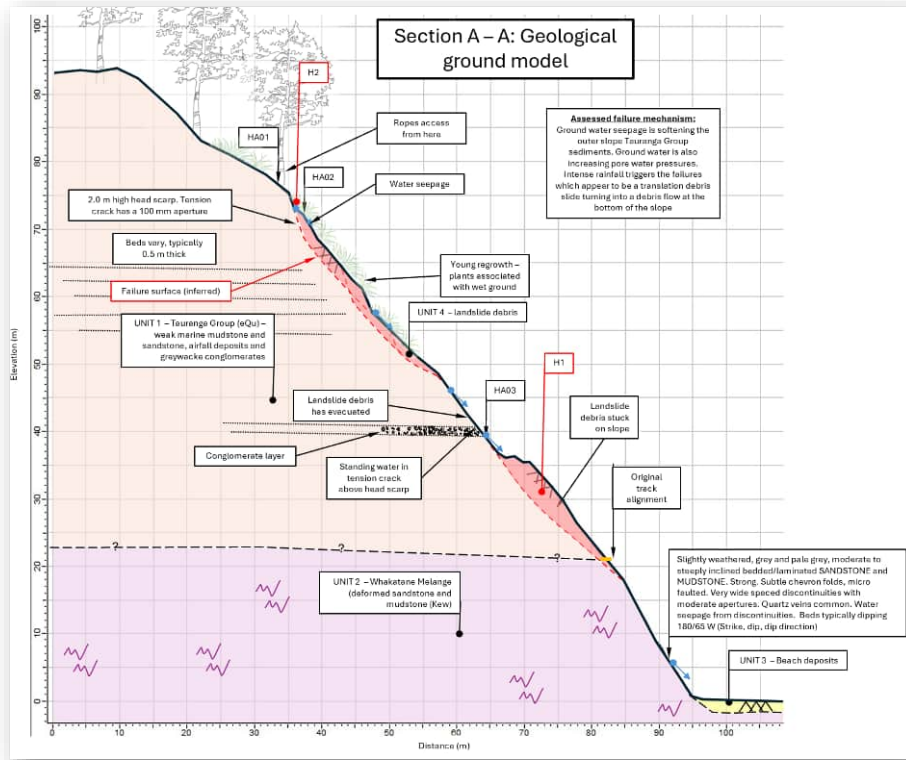 Section A – A: Geological
ground model
H2
HA01
Ropes access
from here
Assessed failure mechanism:
Ground water seepage is softening the
outer slope Tauranga Group
sediments. Ground water is also
increasing pore water pressures.
Intense rainfall triggers the failures
which appear to be a translation debris
slide turning into a debris flow at the
bottom of the slope
HA02
Water seepage
2.0 m high head scarp. Tension
crack has a 100 mm aperture
Beds vary, typically
0.5 m thick
Failure surface (inferred)
Young regrowth –
plants associated
with wet ground
UNIT 1 – Taurenge Group (eQu) –
weak marine mudstone and
sandstone, airfall deposits and
greywacke conglomerates
UNIT 4 – landslide debris
H1
HA03
Landslide debris
has evacuated
Landslide
debris stuck
on slope
Conglomerate layer
Standing water in
tension crack
above head scarp
Original
track
alignment
? ? ?
Slightly weathered, grey and pale grey, moderate to
steeply inclined bedded/laminated SANDSTONE and
MUDSTONE. Strong. Subtle chevron folds, micro
faulted. Very wide spaced discontinuities with
moderate apertures. Quartz veins common. Water
seepage from discontinuities. Beds typically dipping
180/65 W (Strike, dip, dip direction)
UNIT 2 – Whakatane Melange
(deformed sandstone and
mudstone (Kew)
UNIT 3 – Beach deposits
Elevation (m)
100
90
80
70
60
50
40
30
20
10
0
0 10 20 30 40 50 60 70 80 90 100
Distance (m)